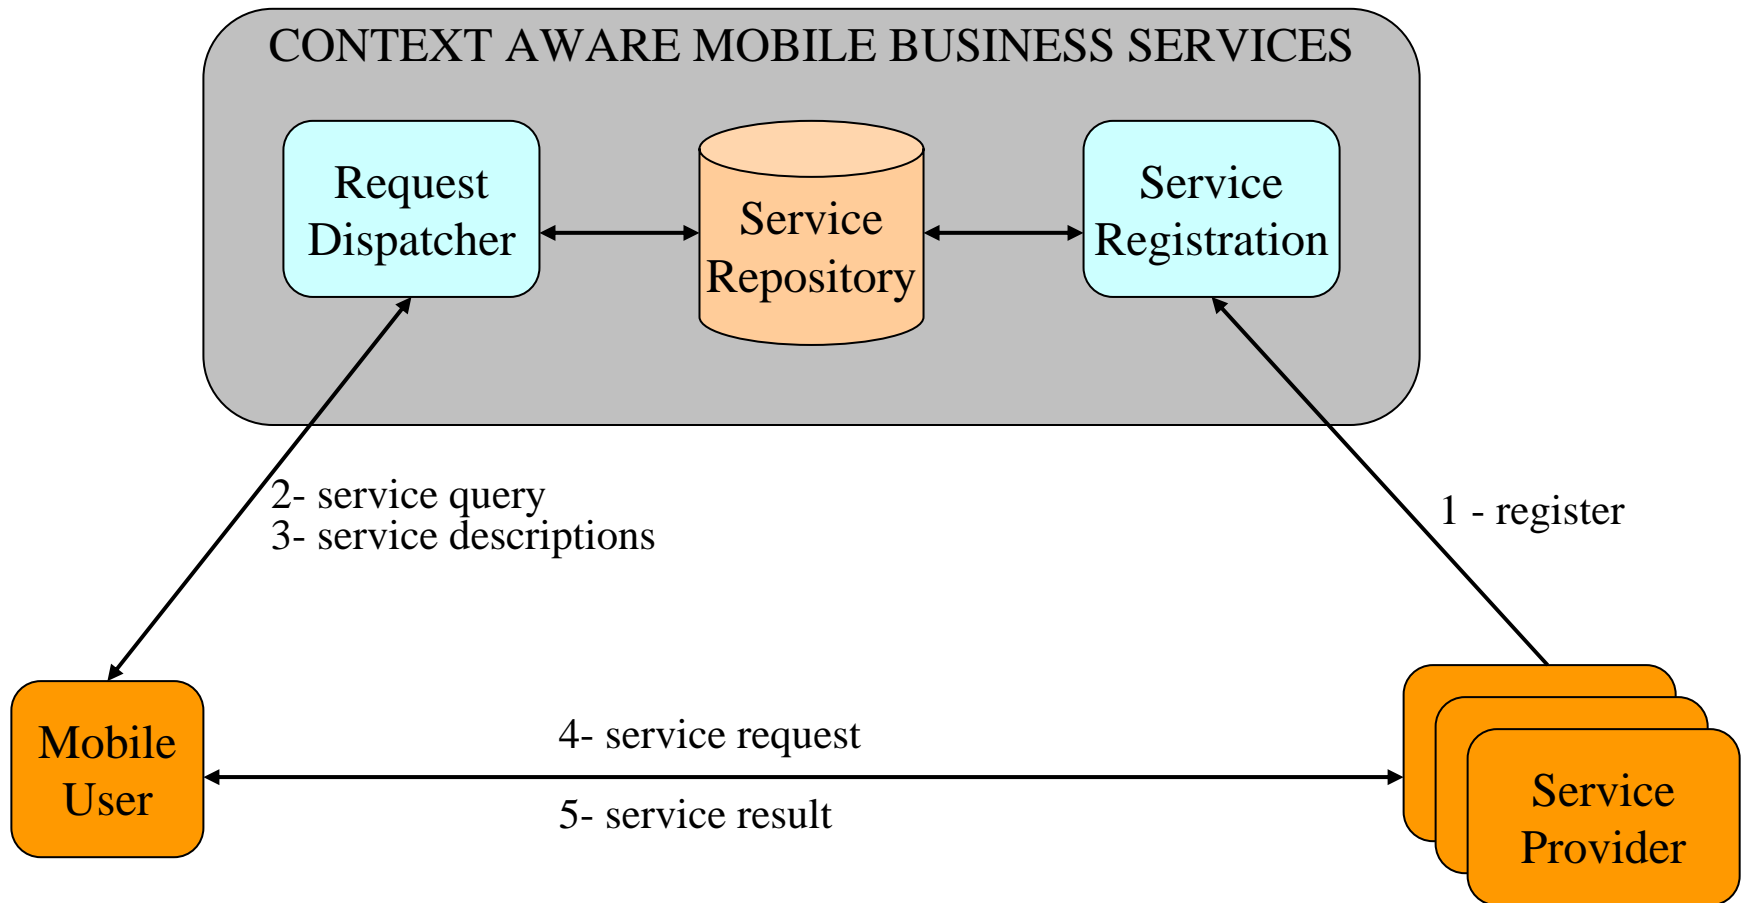 CONTEXT AWARE MOBILE BUSINESS SERVICES
Request
Dispatcher
Service
Repository
Service
Registration
2- service query
3- service descriptions
1 - register
Mobile
User
4- service request
5- service result
Service
Provider